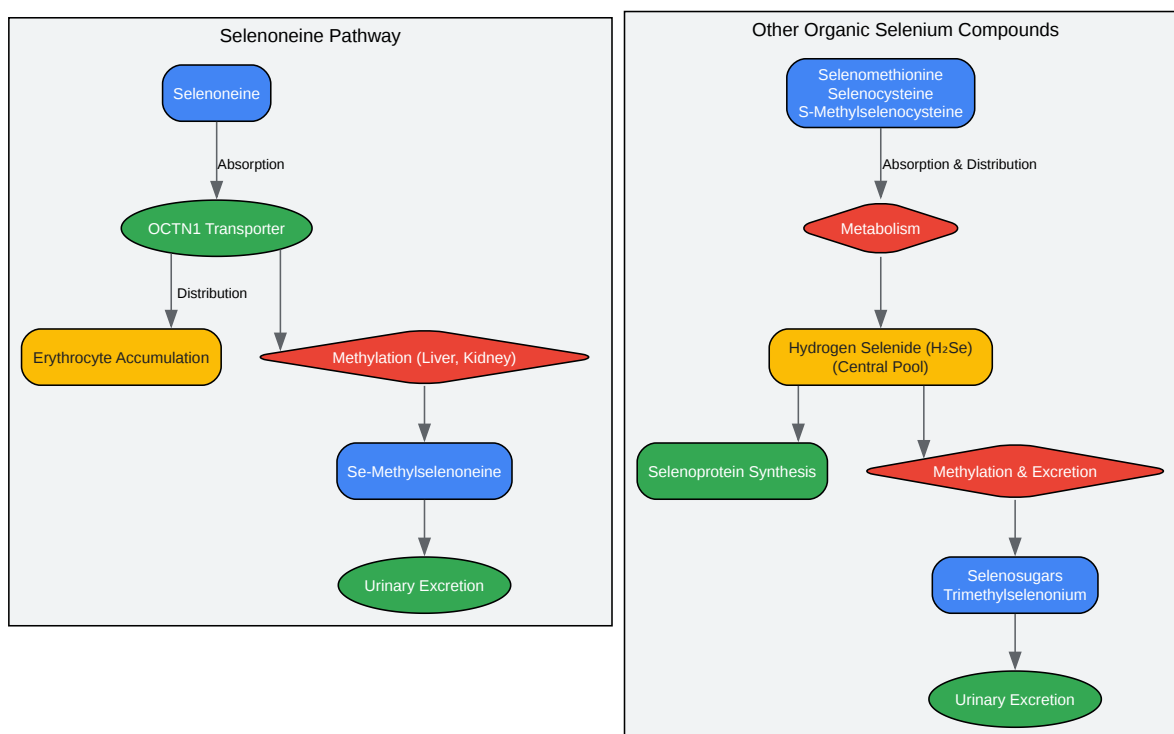 Selenoneine Pathway
Selenoneine
Absorption
OCTN1 Transporter
Distribution
Erythrocyte Accumulation
Methylation (Liver, Kidney)
Se-Methylselenoneine
Urinary Excretion
Other Organic Selenium Compounds
Selenomethionine
Selenocysteine
S-Methylselenocysteine
Absorption & Distribution
Metabolism
Hydrogen Selenide (H₂Se)
(Central Pool)
Selenoprotein Synthesis
Methylation & Excretion
Selenosugars
Trimethylselenonium
Urinary Excretion